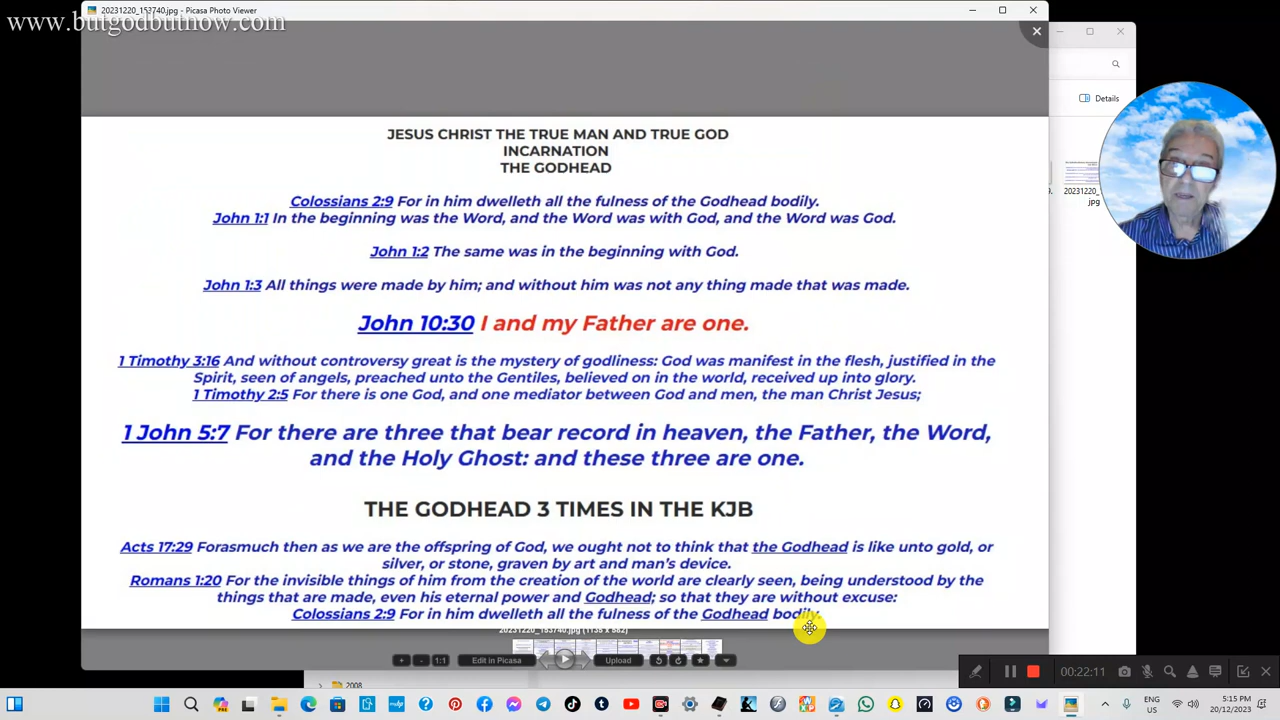 20231220_153740.jpg - Picasa Photo Viewer
www.butgodbutnow.com
Details
JESUS CHRIST THE TRUE MAN AND TRUE GOD
INCARNATION
THE GODHEAD
Colossians 2:9 For in him dwelleth all the fulness of the Godhead bodily.
John 1:1 In the beginning was the Word, and the Word was with God, and the Word was God.
John 1:2 The same was in the beginning with God.
John 1:3 All things were made by him; and without him was not any thing made that was made.
John 10:30 I and my Father are one.
1 Timothy 3:16 And without controversy great is the mystery of godliness: God was manifest in the flesh, justified in the
Spirit, seen of angels, preached unto the Gentiles, believed on in the world, received up into glory.
1 Timothy 2:5 For there is one God, and one mediator between God and men, the man Christ Jesus;
1 John 5:7 For there are three that bear record in heaven, the Father, the Word,
and the Holy Ghost: and these three are one.
THE GODHEAD 3 TIMES IN THE KJB
Acts 17:29 Forasmuch then as we are the offspring of God, we ought not to think that the Godhead is like unto gold, or
silver, or stone, graven by art and man's device.
Romans 1:20 For the invisible things of him from the creation of the world are clearly seen, being understood by the
things that are made, even his eternal power and Godhead; so that they are without excuse:
Colossians 2:9 For in him dwelleth all the fulness of the Godhead bodily.
20231220_153740.jpg (1135 x 562)
1:1
Edit in Picasa
Upload
20231220_
jpg
2008
00:22:11
ENG
US
5:15 PM
20/12/2023